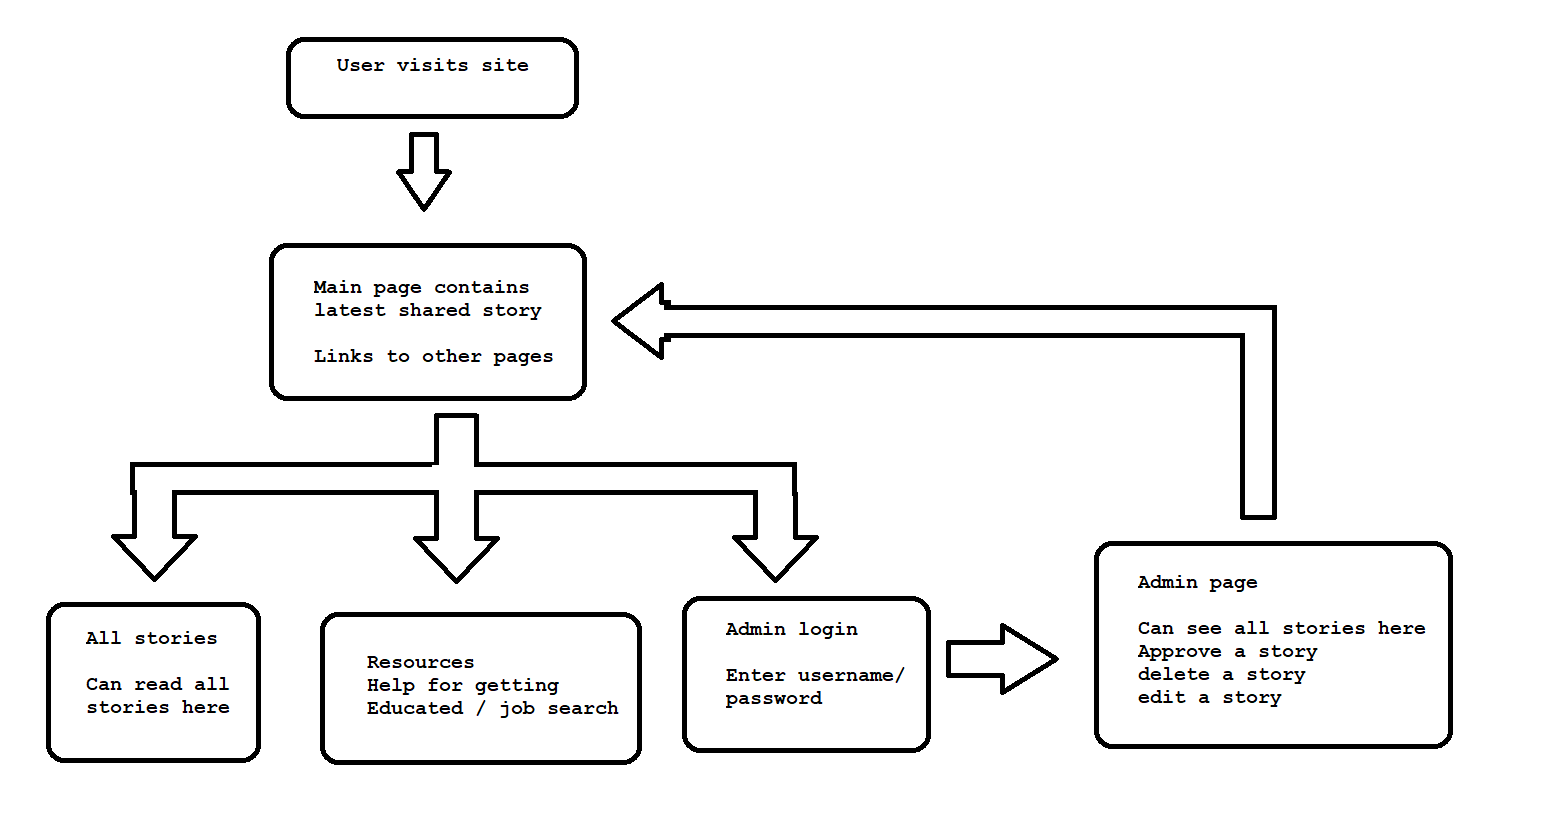 User visits site
Main page contains
latest shared story
Links to other pages
All stories
Can read all
stories here
Resources
Help for getting
Educated / job search
Admin login
Enter username/
password
Admin page
Can see all stories here
Approve a story
delete a story
edit a story